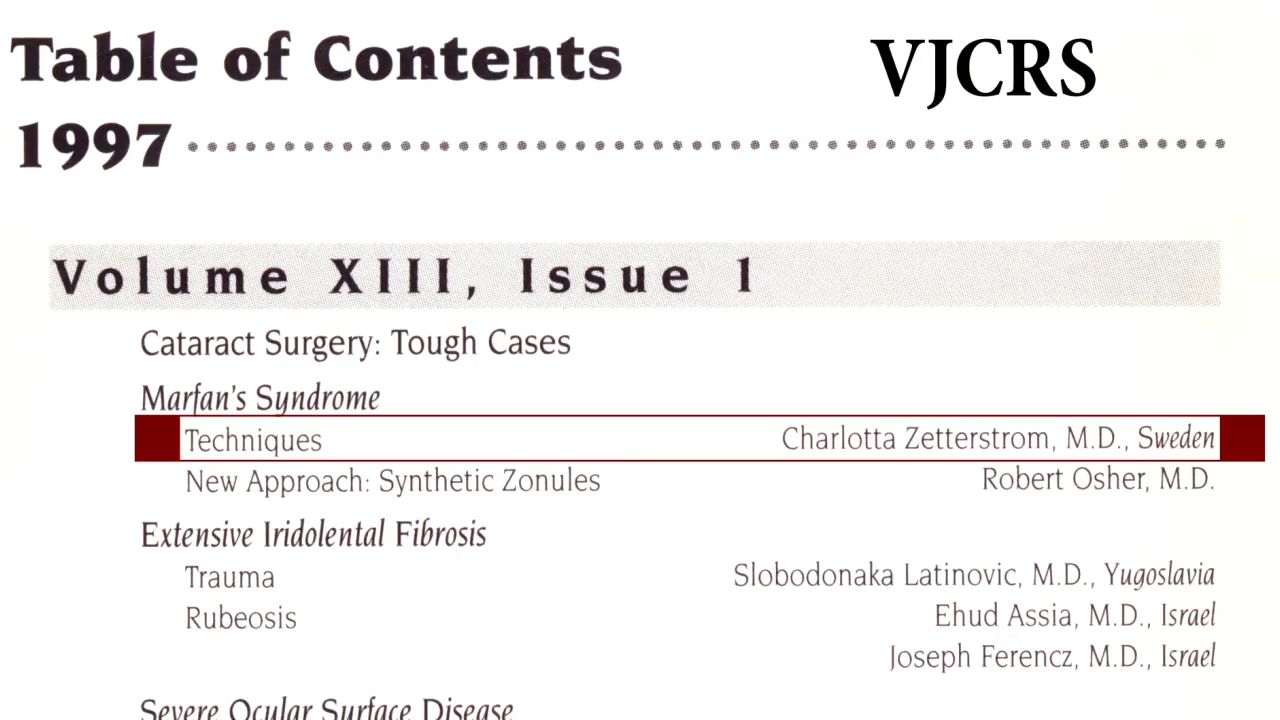 Table of Contents VJCRS
1997
Volume XIII, Issue 1
Cataract Surgery: Tough Cases
Marfan's Syndrome
Techniques Charlotta Zetterstrom, M.D., Sweden
New Approach: Synthetic Zonules Robert Osher, M.D.
Extensive Iridolental Fibrosis
Trauma Slobodonaka Latinovic, M.D., Yugoslavia
Rubeosis Ehud Assia, M.D., Israel
Joseph Ferencz, M.D., Israel
Severe Ocular Surface Disease